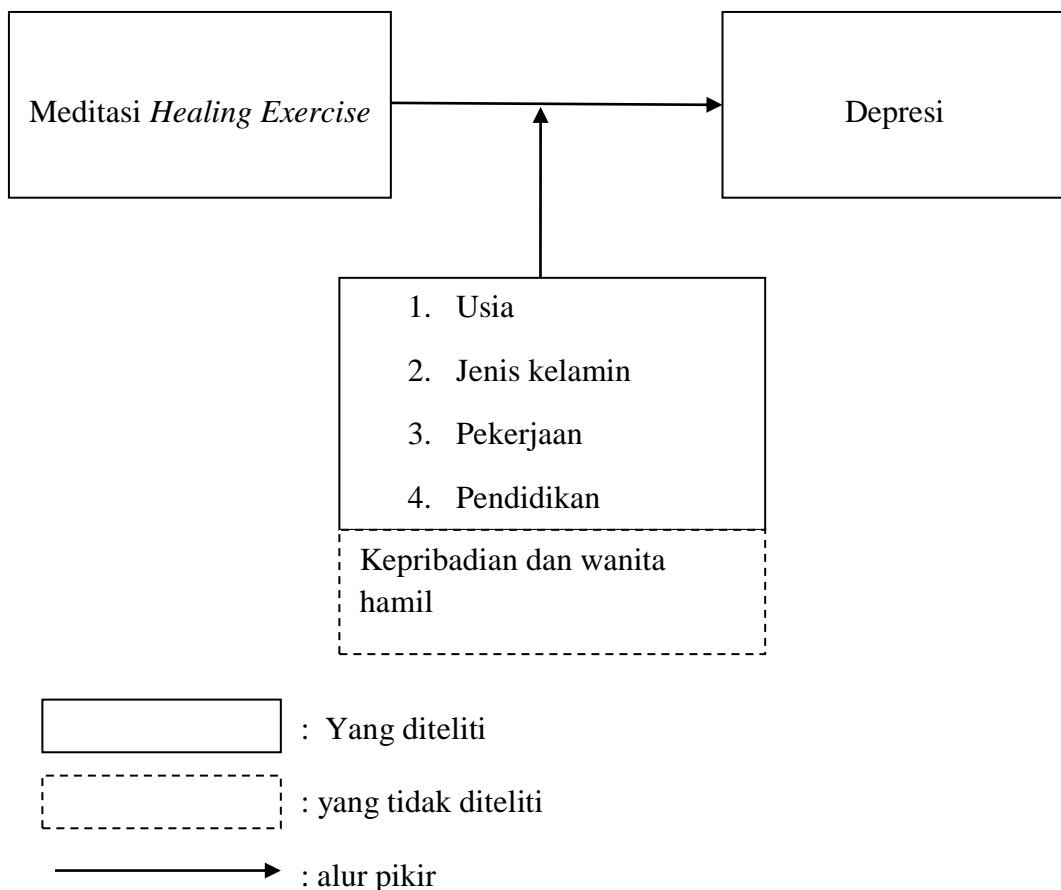 Meditasi Healing Exercise
Depresi
1. Usia
2. Jenis kelamin
3. Pekerjaan
4. Pendidikan
Kepribadian dan wanita
hamil
: Yang diteliti
: yang tidak diteliti
: alur pikir